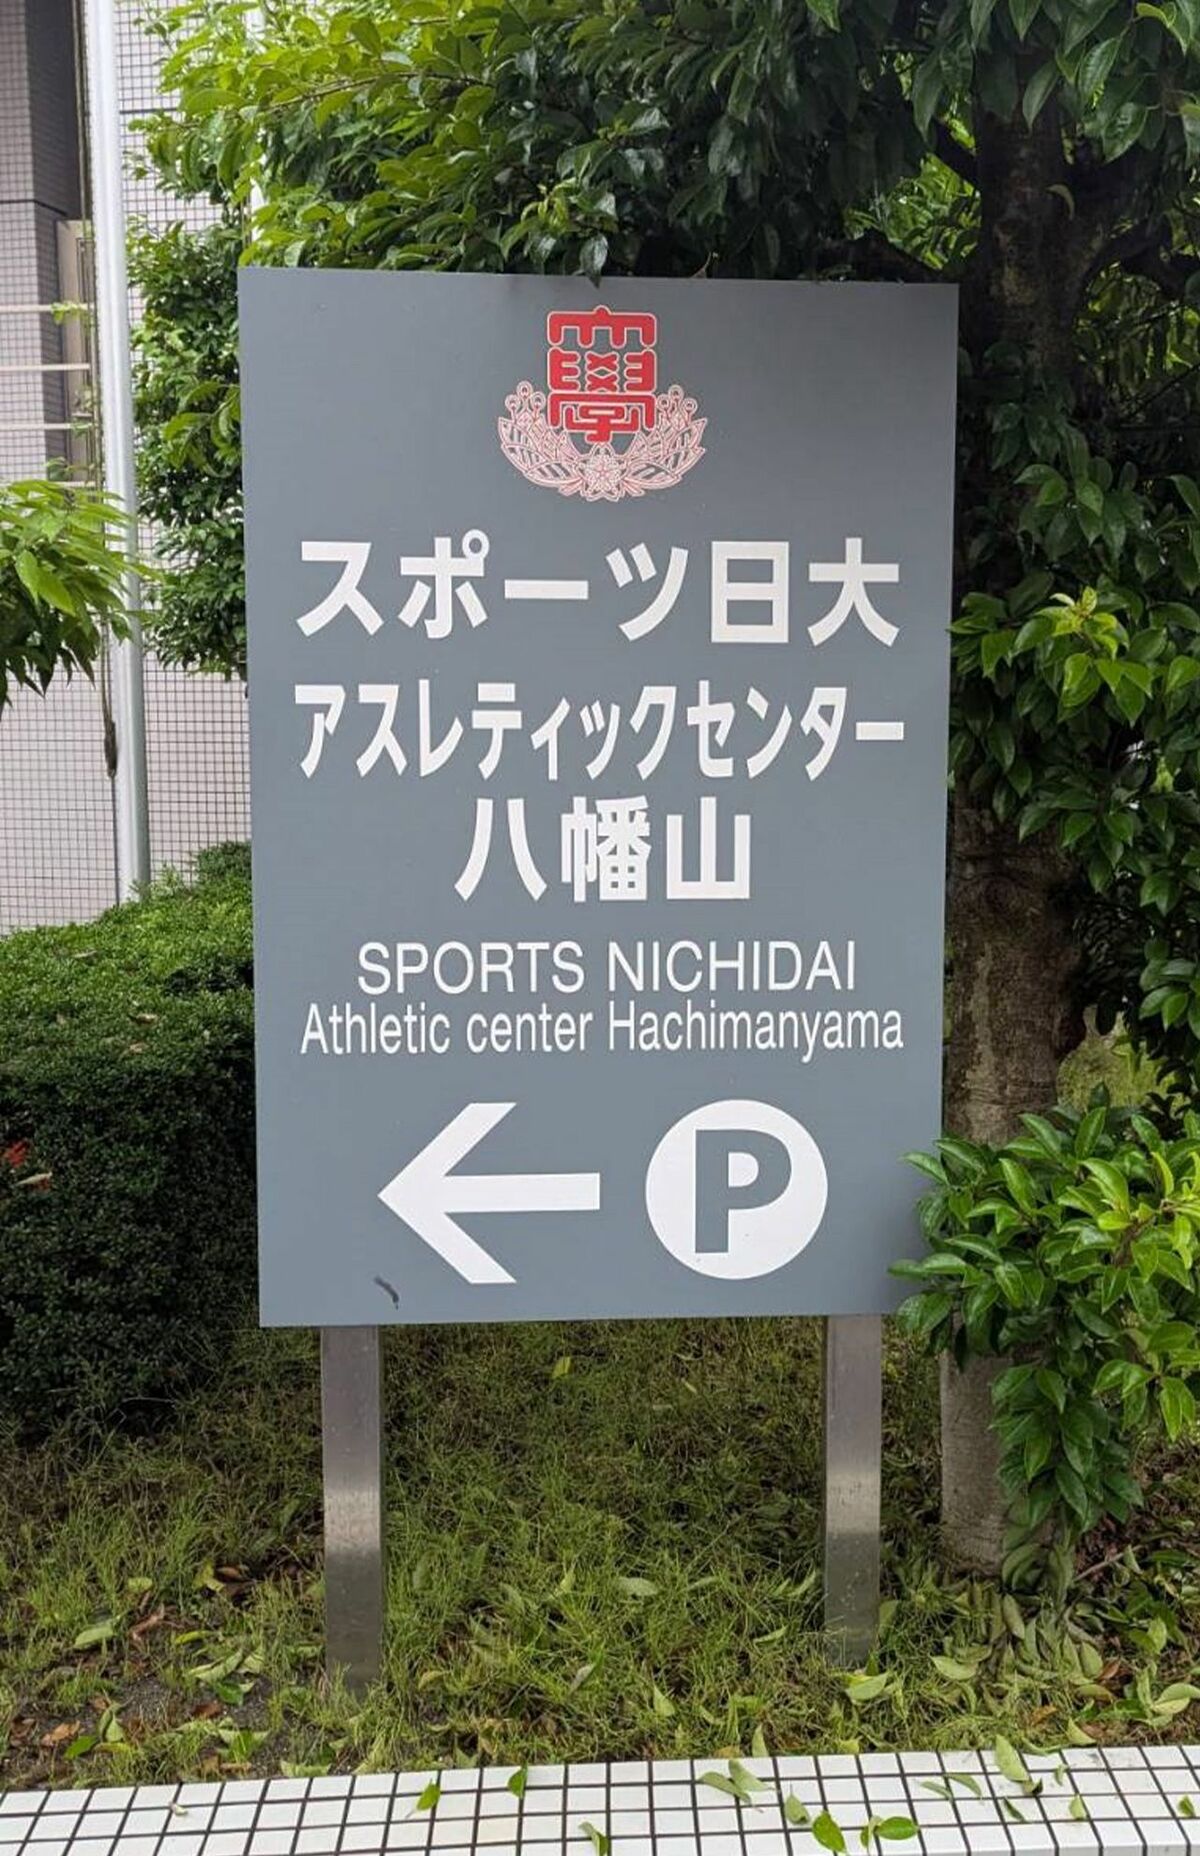 スポーツ日大
アスレティックセンター
八幡山
SPORTS NICHIDAI
Athletic center Hachimanyama
P